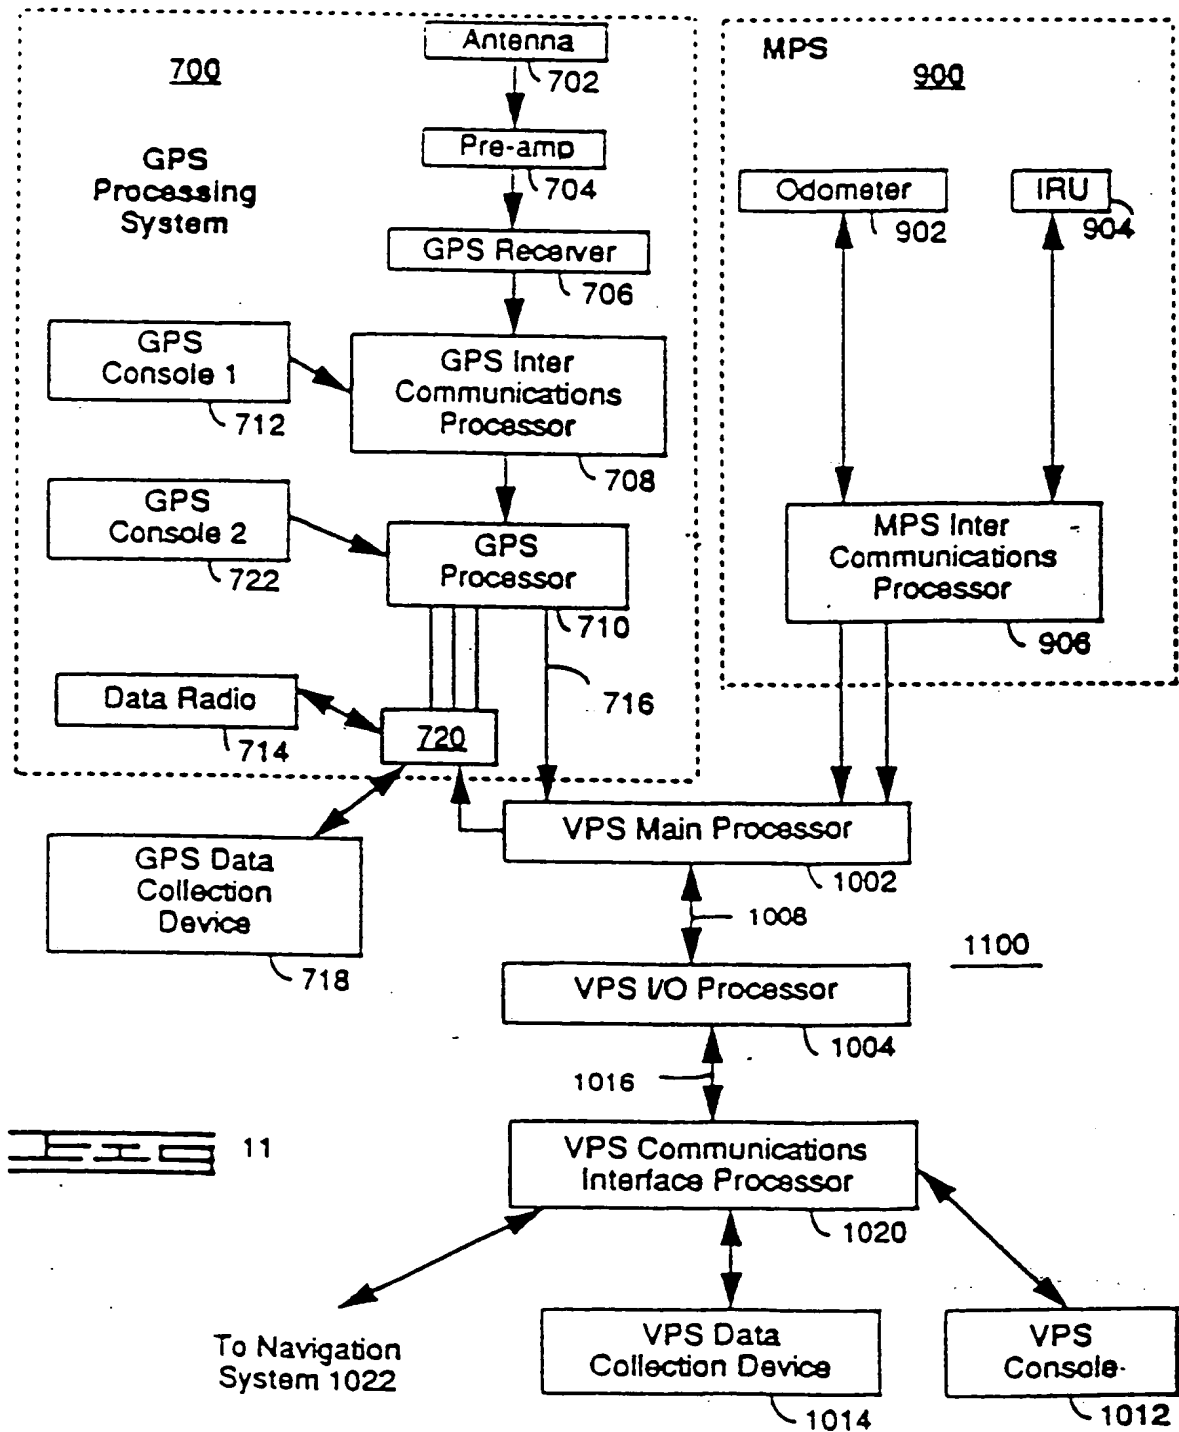 Antenna
702
700
Pre-amp
704
GPS
Processing
System
GPS Receiver
706
GPS
Console 1
712
GPS Inter
Communications
Processor
708
GPS
Console 2
722
GPS
Processor
710
716
Data Radio
714
720
MPS
900
Odometer
902
IRU
904
MPS Inter
Communications
Processor
906
VPS Main Processor
1002
GPS Data
Collection
Device
718
1008
1100
VPS I/O Processor
1004
1016
11
VPS Communications
Interface Processor
1020
To Navigation
System 1022
VPS Data
Collection Device
1014
VPS
Console
1012